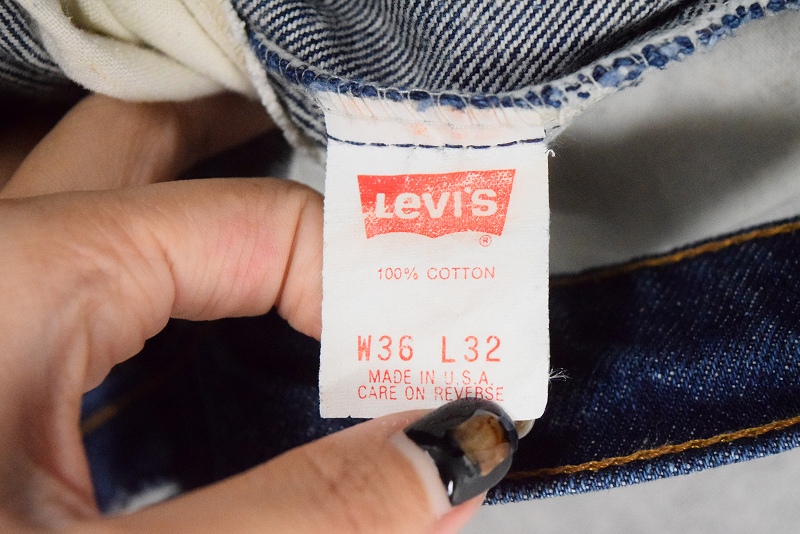 Levi's®
100% COTTON
W36 L32
MADE IN U.S.A.
CARE ON REVERSE